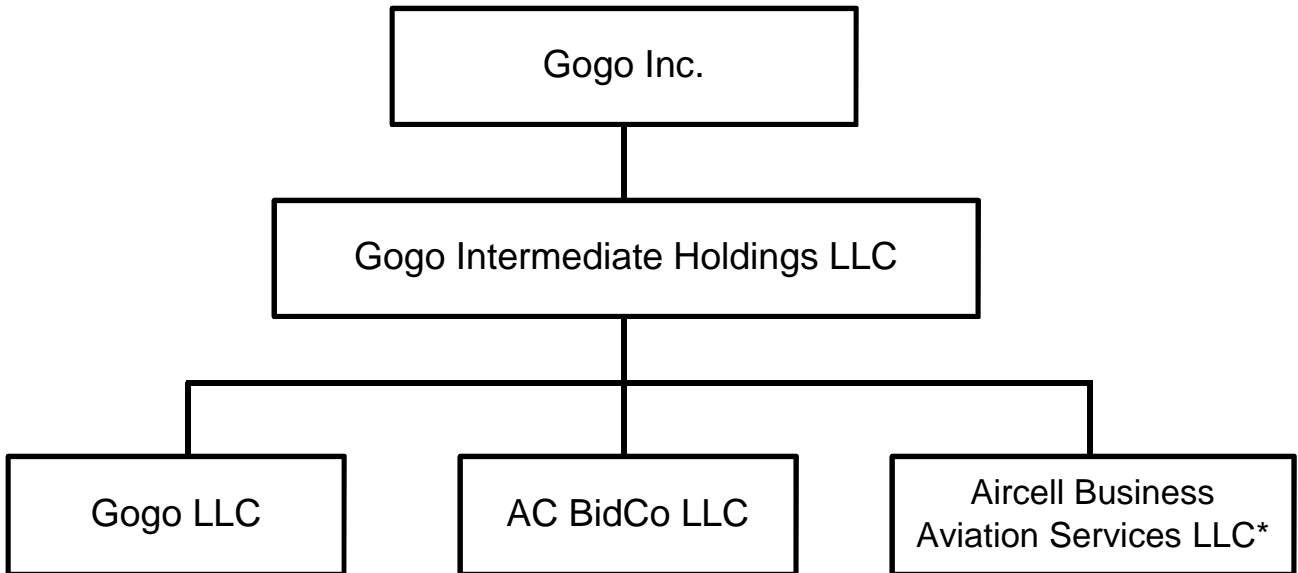 Gogo Inc.
Gogo Intermediate Holdings LLC
Gogo LLC
AC BidCo LLC
Aircell Business
Aviation Services LLC*